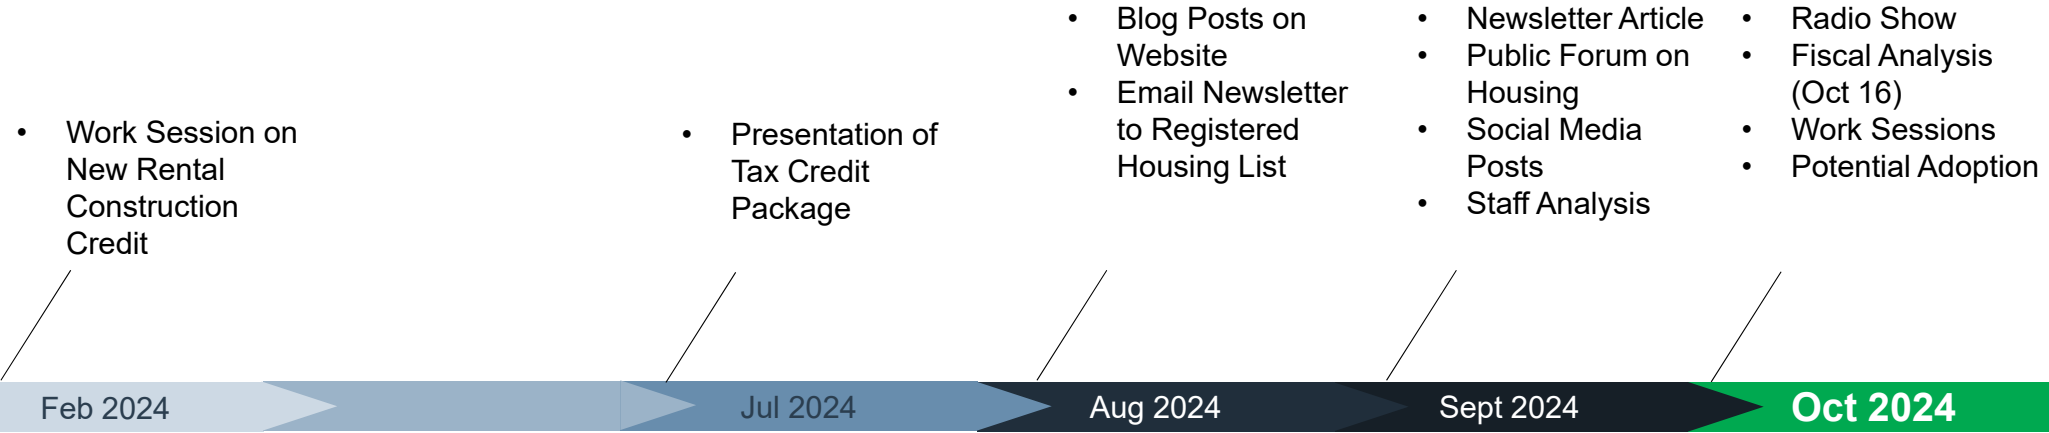 • Work Session on
New Rental
Construction
Credit
• Presentation of
Tax Credit
Package
• Blog Posts on
Website
• Email Newsletter
to Registered
Housing List
• Newsletter Article
• Public Forum on
Housing
• Social Media
Posts
• Staff Analysis
• Radio Show
• Fiscal Analysis
(Oct 16)
• Work Sessions
• Potential Adoption
Feb 2024
Jul 2024
Aug 2024
Sept 2024
Oct 2024